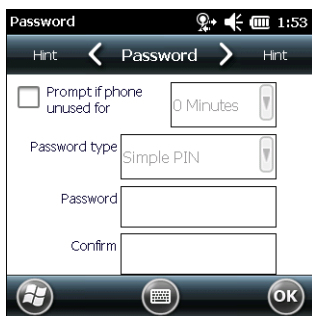 Password 1:53
Hint Password Hint
Prompt if phone
unused for
0 Minutes
Password type
Simple PIN
Password
Confirm
OK